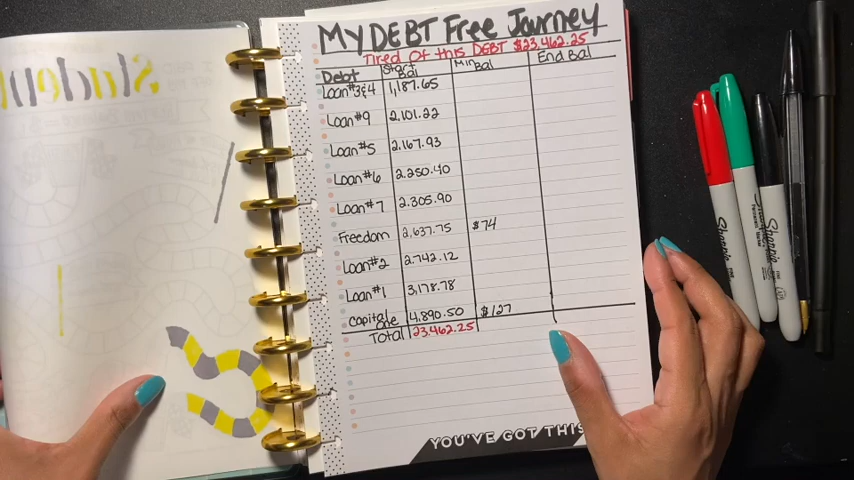 MY DEBT Free Journey
Tired of this DEBT $23,462.25
Debt Start Bal Min Bal End Bal
Loan#3&4 1,187.65
Loan#9 2,101.22
Loan#5 2,167.93
Loan#6 2,250.40
Loan#7 2,305.90
Freedom 2,637.75 $74
Loan#2 2,742.12
Loan#1 3,178.78
Capital one 4,890.50 $127
Total 23,462.25
YOU'VE GOT THIS
Sharpie
Sharpie
Sharpie